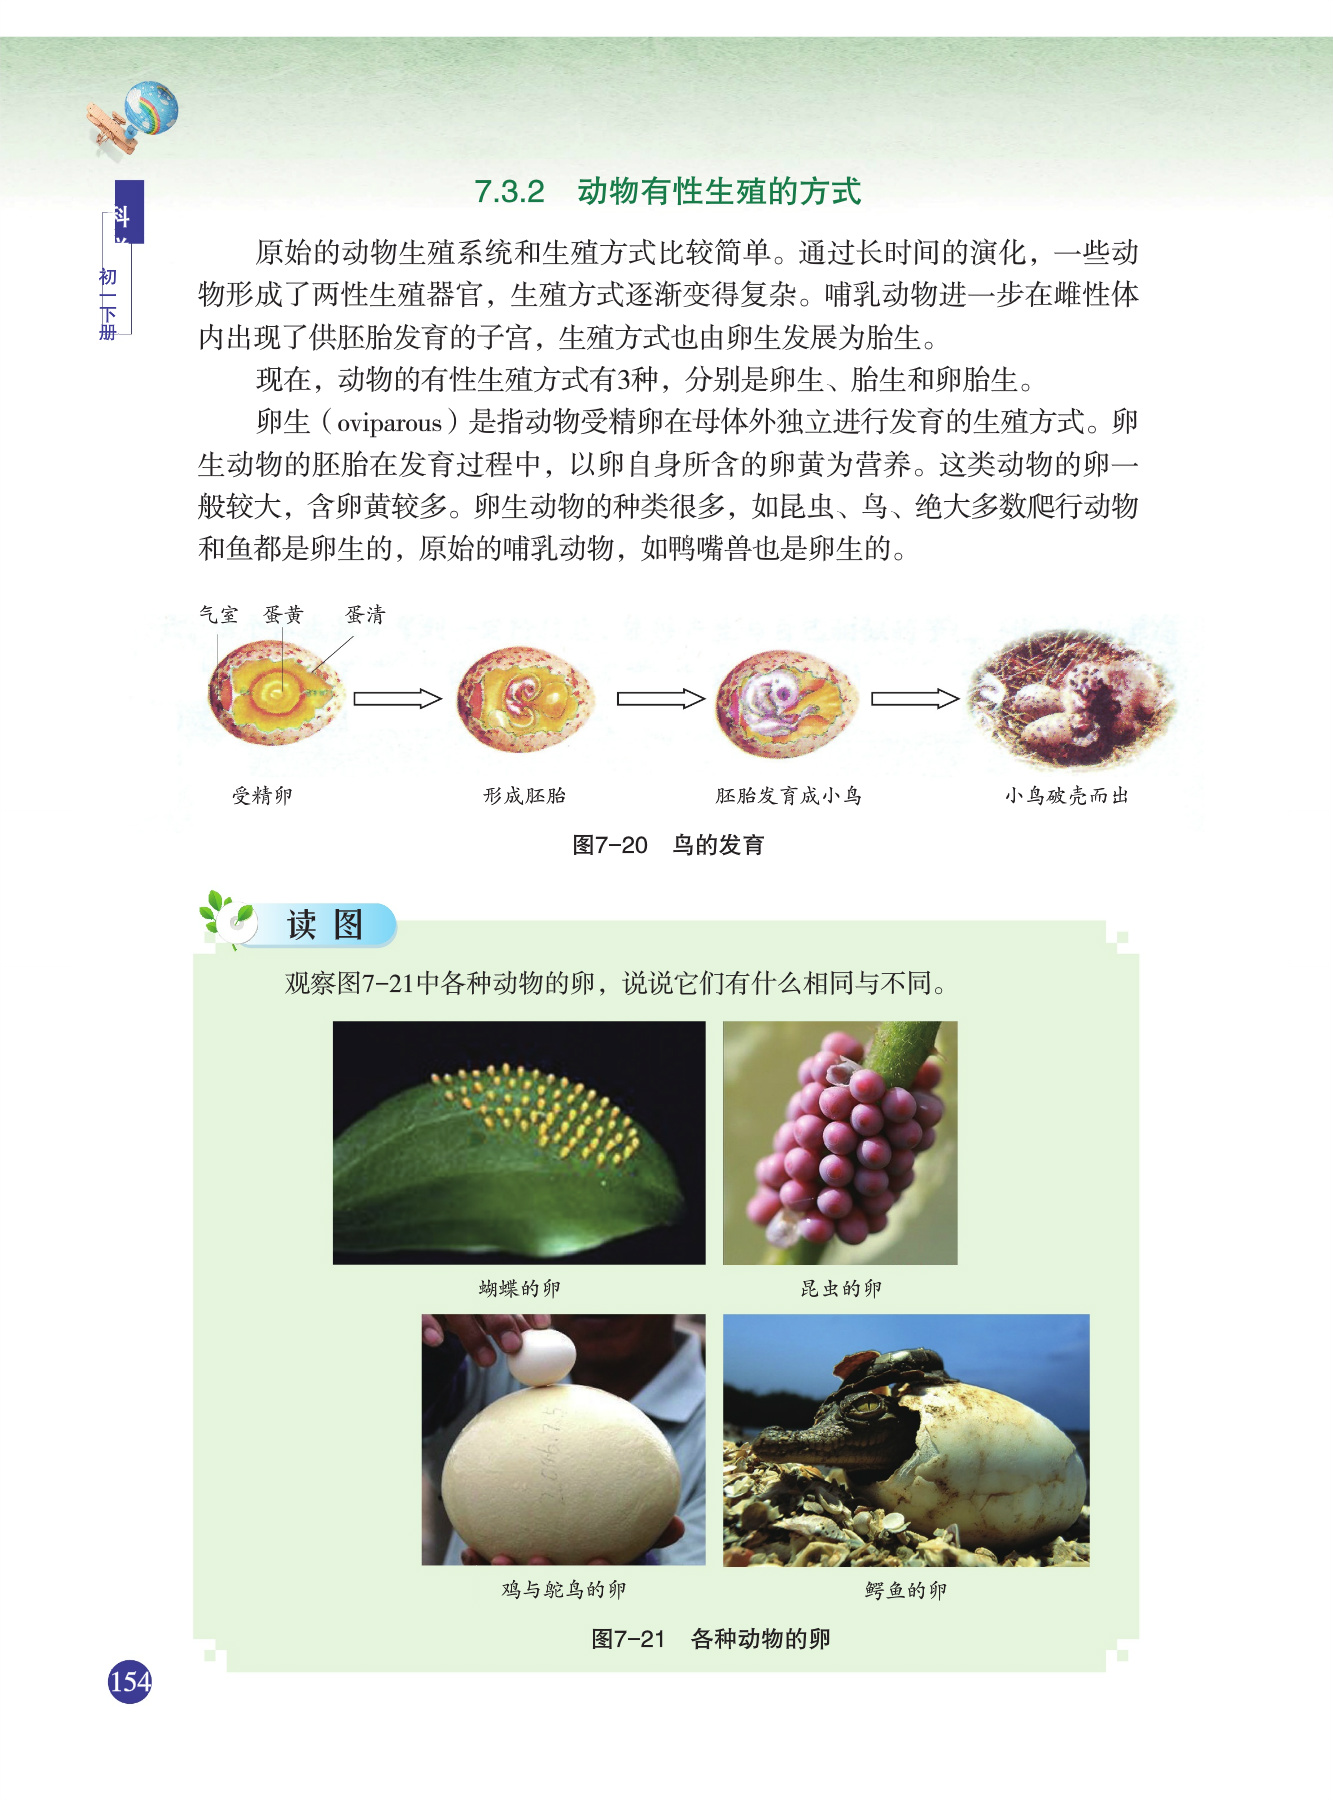 科
初一下册
7.3.2 动物有性生殖的方式
原始的动物生殖系统和生殖方式比较简单。通过长时间的演化，一些动
物形成了两性生殖器官，生殖方式逐渐变得复杂。哺乳动物进一步在雌性体
内出现了供胚胎发育的子宫，生殖方式也由卵生发展为胎生。
现在，动物的有性生殖方式有3种，分别是卵生、胎生和卵胎生。
卵生（oviparous）是指动物受精卵在母体外独立进行发育的生殖方式。卵
生动物的胚胎在发育过程中，以卵自身所含的卵黄为营养。这类动物的卵一
般较大，含卵黄较多。卵生动物的种类很多，如昆虫、鸟、绝大多数爬行动物
和鱼都是卵生的，原始的哺乳动物，如鸭嘴兽也是卵生的。
气室 蛋黄 蛋清
受精卵 形成胚胎 胚胎发育成小鸟 小鸟破壳而出
图7-20 鸟的发育
读图
观察图7-21中各种动物的卵，说说它们有什么相同与不同。
蝴蝶的卵 昆虫的卵
鸡与鸵鸟的卵 鳄鱼的卵
图7-21 各种动物的卵
154